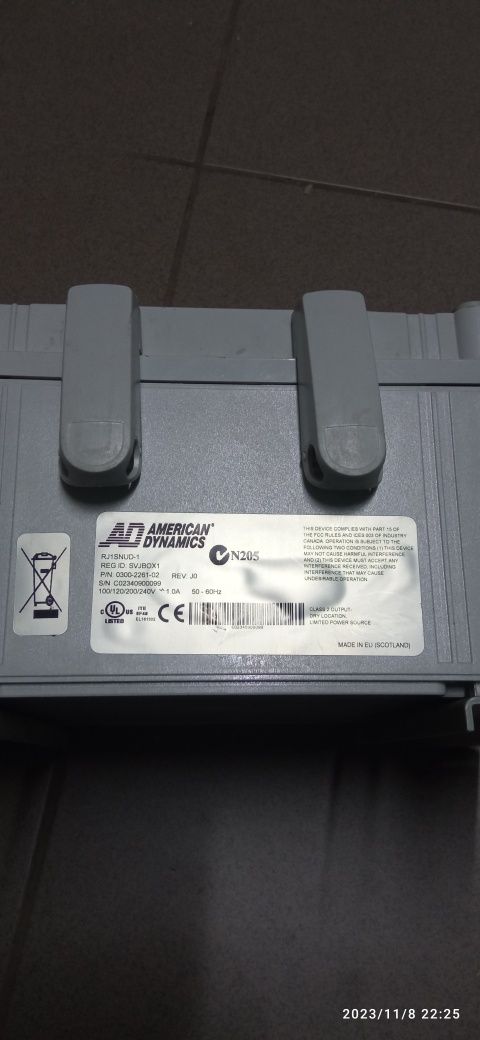 AD AMERICAN DYNAMICS
RJ1SNUD-1
REG ID: SVJBOX1
P/N: 0300-2261-02 REV: J0
S/N C02340900099
100/120/200/240V ~ 1.0A 50 - 60Hz
N205
C UL US LISTED
ITE
CE
C02340900099
THIS DEVICE COMPLIES WITH PART 15 OF
THE FCC RULES AND ICES 003 OF INDUSTRY
CANADA. OPERATION IS SUBJECT TO THE
FOLLOWING TWO CONDITIONS (1) THIS DEVICE
MAY NOT CAUSE HARMFUL INTERFERENCE
AND (2) THIS DEVICE MUST ACCEPT ANY
INTERFERENCE RECEIVED, INCLUDING
INTERFERENCE THAT MAY CAUSE
UNDESIRABLE OPERATION.
CLASS 2 OUTPUT:
DRY LOCATION,
LIMITED POWER SOURCE
MADE IN EU (SCOTLAND)
2023/11/8 22:25